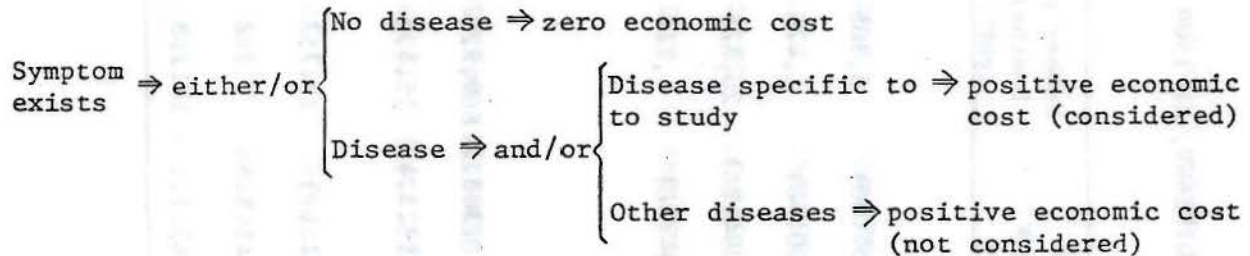 No disease ⇒ zero economic cost
Symptom exists ⇒ either/or
Disease specific to study ⇒ positive economic cost (considered)
Disease ⇒ and/or
Other diseases ⇒ positive economic cost (not considered)